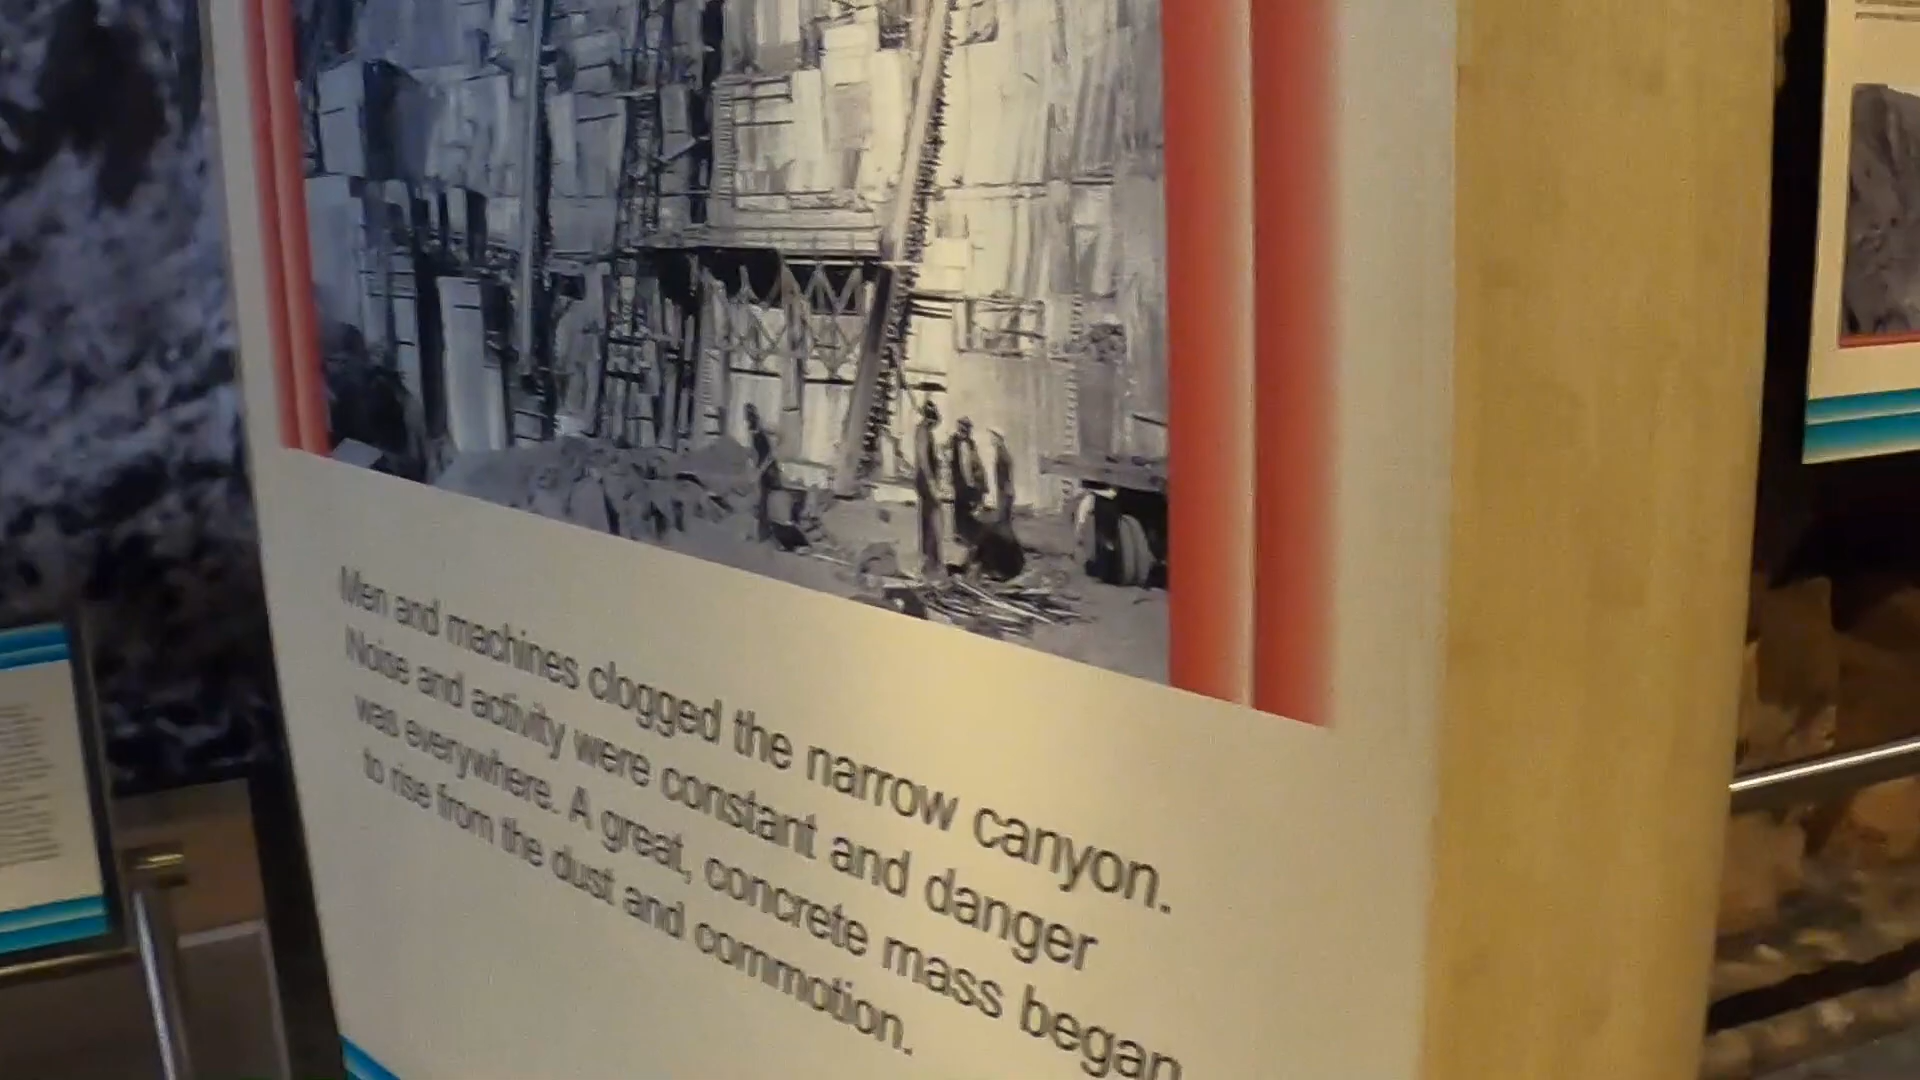 Men and machines clogged the narrow canyon.
Noise and activity were constant and danger
was everywhere. A great, concrete mass began
to rise from the dust and commotion.